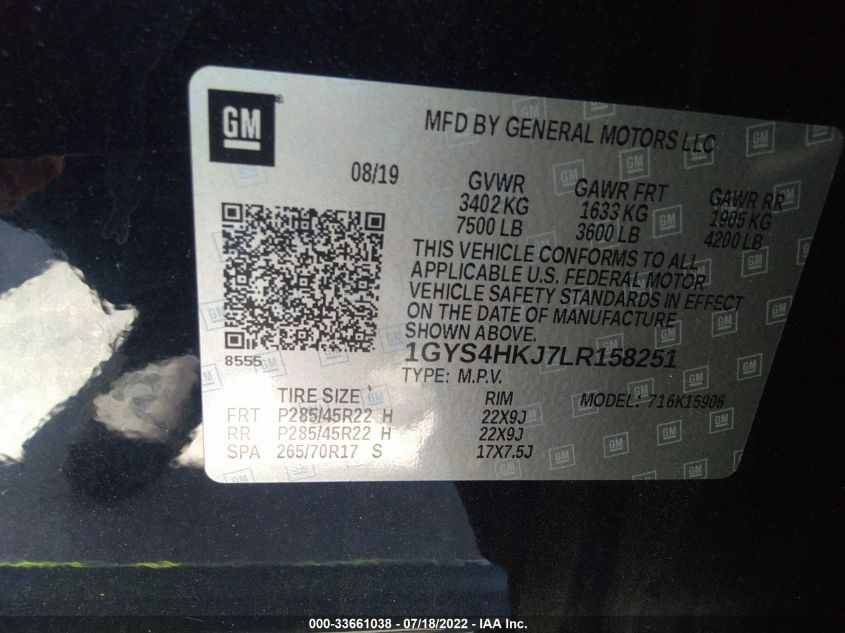 GM
MFD BY GENERAL MOTORS LLC
08/19
GVWR GAWR FRT GAWR RR
3402 KG 1633 KG 1905 KG
7500 LB 3600 LB 4200 LB
THIS VEHICLE CONFORMS TO ALL
APPLICABLE U.S. FEDERAL MOTOR
VEHICLE SAFETY STANDARDS IN EFFECT
ON THE DATE OF MANUFACTURE
SHOWN ABOVE.
8555
1GYS4HKJ7LR158251
TYPE: M.P.V.
TIRE SIZE RIM MODEL: 716K15906
FRT P285/45R22 H 22X9J
RR P285/45R22 H 22X9J
SPA 265/70R17 S 17X7.5J
000-33661038 - 07/18/2022 - IAA Inc.